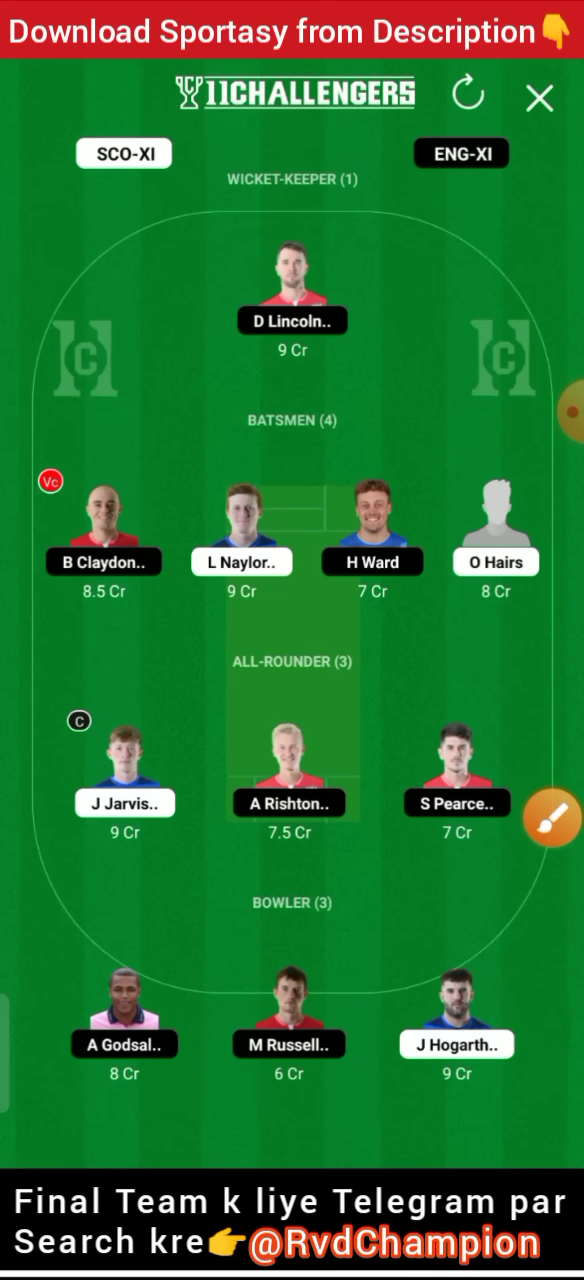 Download Sportasy from Description👇
11CHALLENGERS
SCO-XI
ENG-XI
WICKET-KEEPER (1)
D Lincoln..
9 Cr
BATSMEN (4)
Vc
B Claydon..
L Naylor..
H Ward
O Hairs
8.5 Cr
9 Cr
7 Cr
8 Cr
ALL-ROUNDER (3)
C
J Jarvis..
A Rishton..
S Pearce..
9 Cr
7.5 Cr
7 Cr
BOWLER (3)
A Godsal..
M Russell..
J Hogarth..
8 Cr
6 Cr
9 Cr
Final Team k liye Telegram par
Search kre👉@RvdChampion